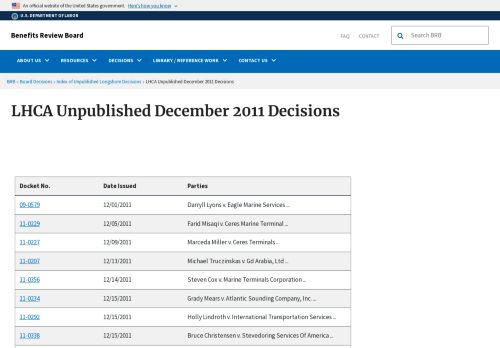 An official website of the United States government. Here's how you know
U.S. DEPARTMENT OF LABOR
Benefits Review Board
FAQ CONTACT
Search BRB
ABOUT US RESOURCES DECISIONS LIBRARY / REFERENCE WORK CONTACT US
BRB › Board Decisions › Index of Unpublished Longshore Decisions › LHCA Unpublished December 2011 Decisions
LHCA Unpublished December 2011 Decisions
Docket No. Date Issued Parties
09-0579 12/01/2011 Darryll Lyons v. Eagle Marine Services ...
11-0229 12/05/2011 Farid Misaqi v. Ceres Marine Terminal ...
11-0227 12/09/2011 Marceda Miller v. Ceres Terminals ...
11-0207 12/13/2011 Michael Truczinskas v. Gd Arabia, Ltd ...
11-0356 12/14/2011 Steven Cox v. Marine Terminals Corporation ...
11-0234 12/15/2011 Grady Mears v. Atlantic Sounding Company, Inc. ...
11-0292 12/15/2011 Holly Lindroth v. International Transportation Services ...
11-0338 12/15/2011 Bruce Christensen v. Stevedoring Services Of America ...